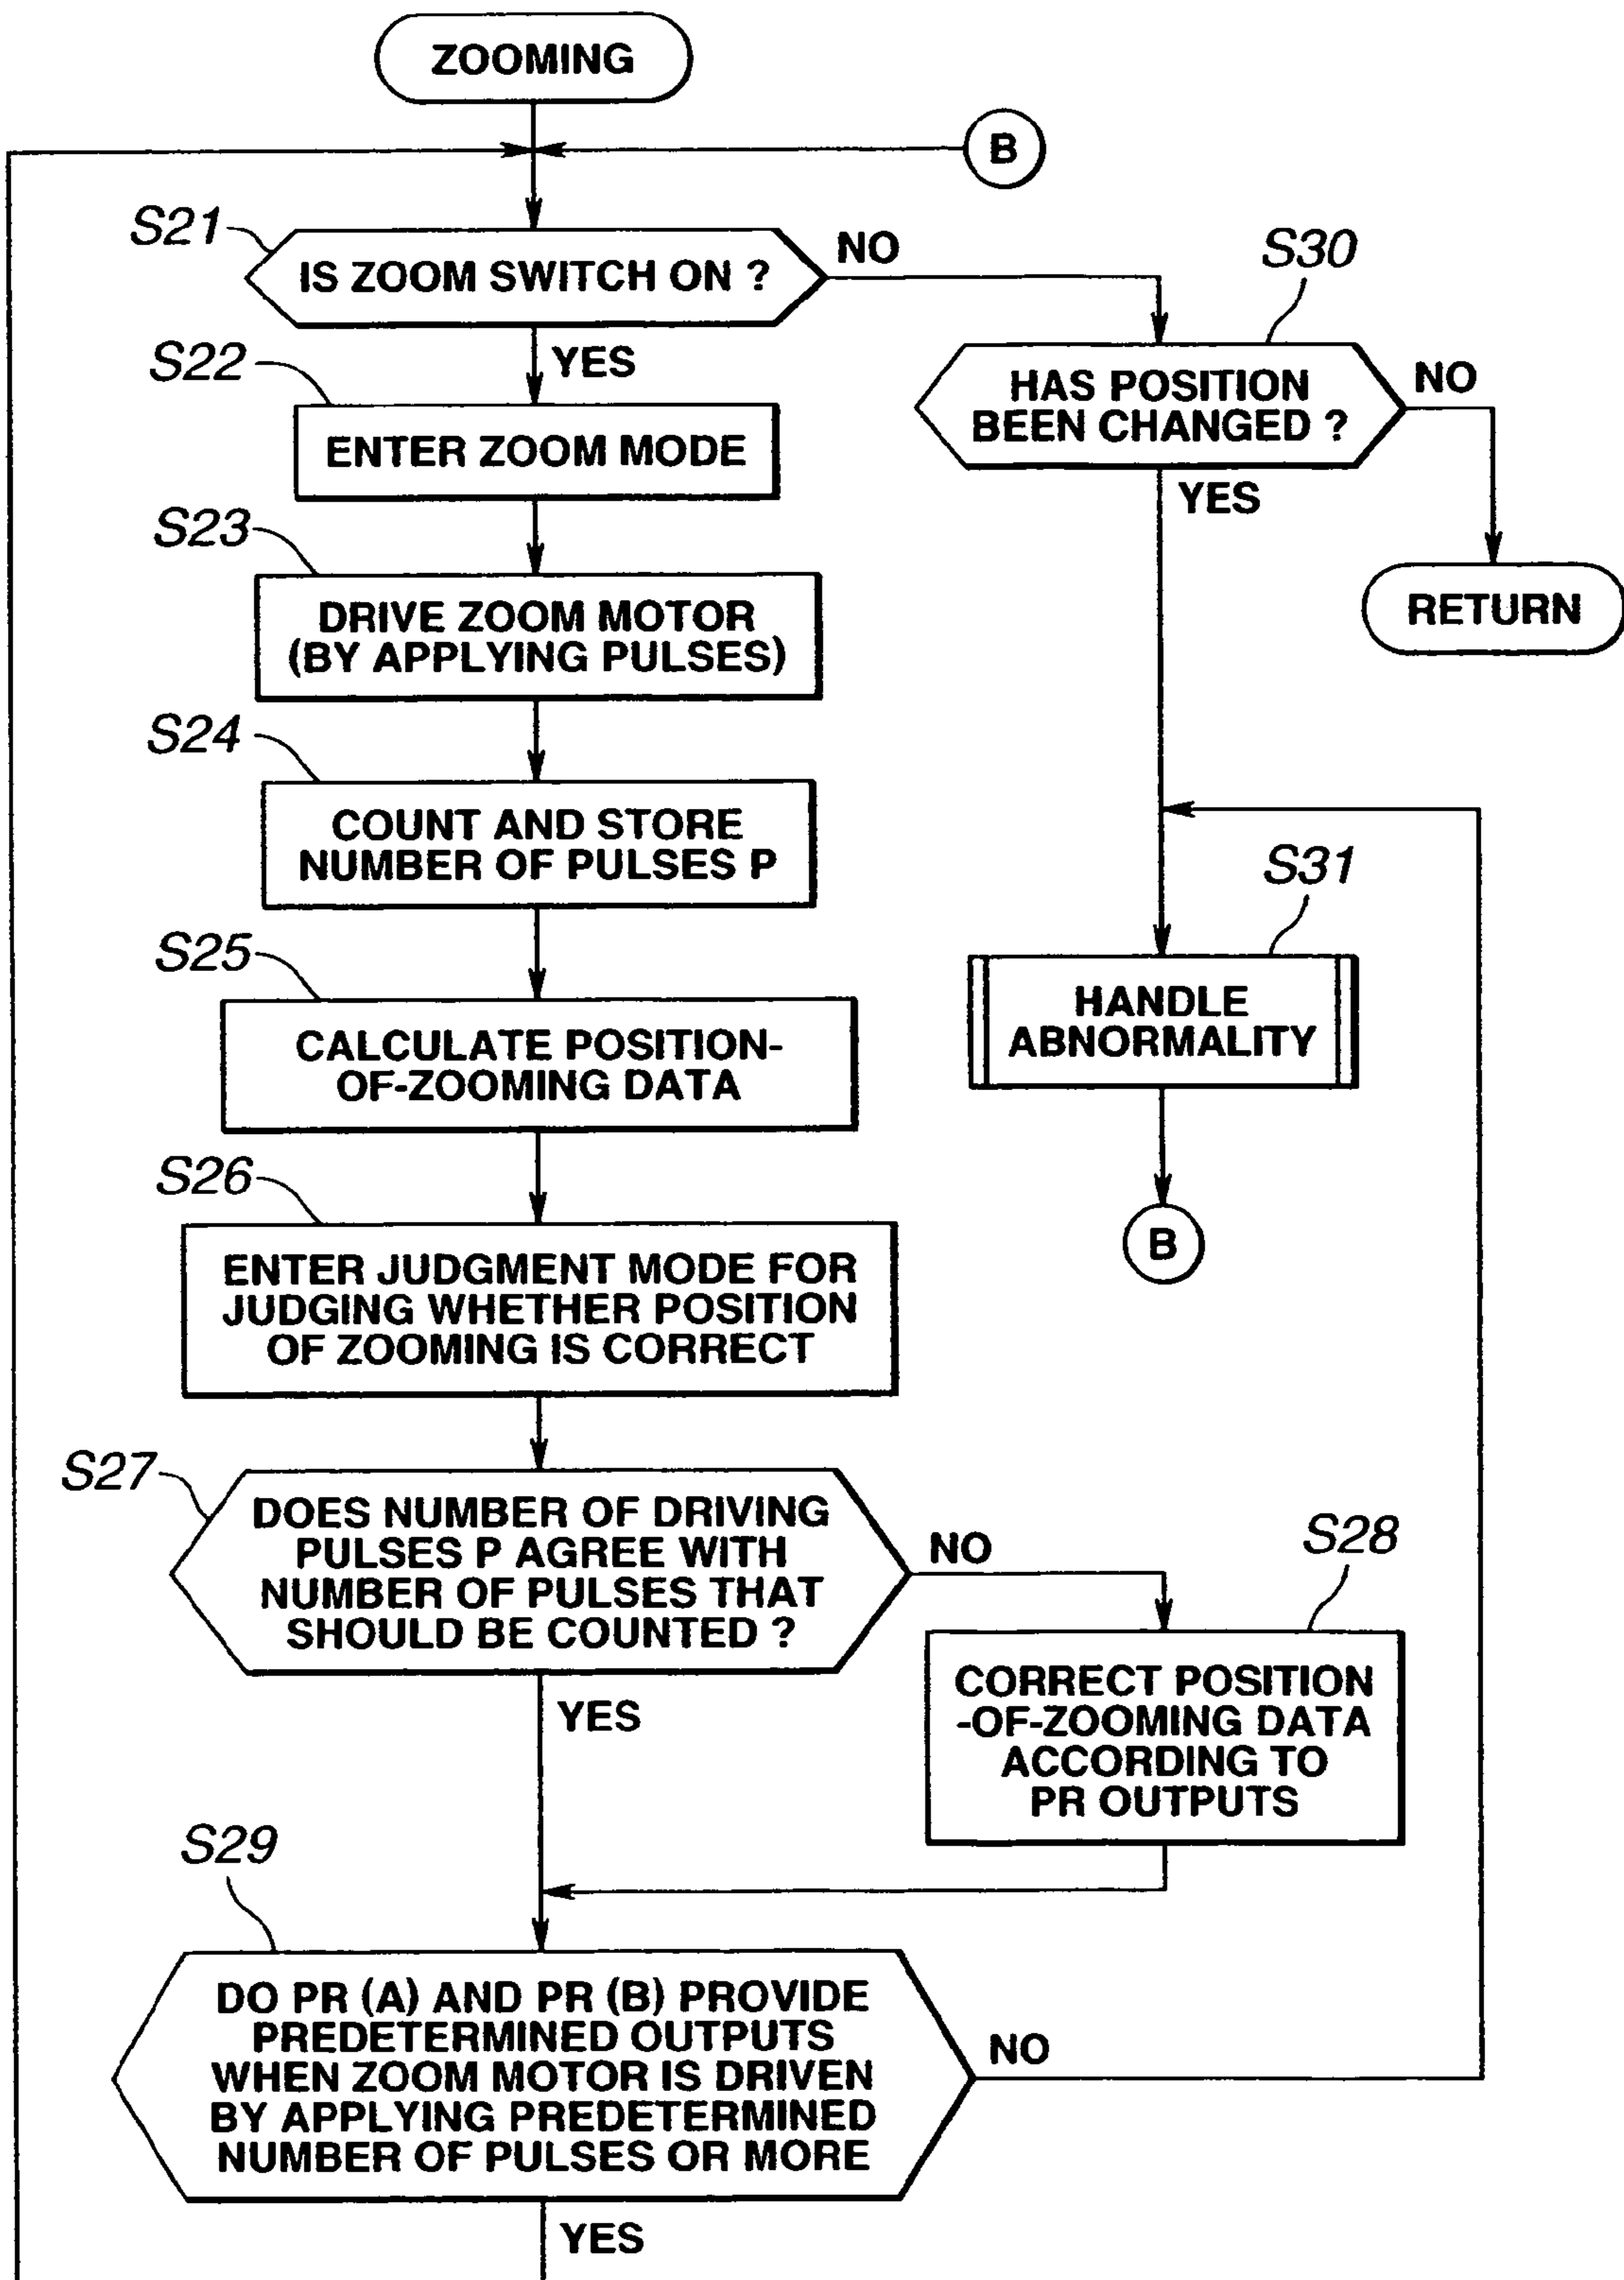 ZOOMING
B
S21
IS ZOOM SWITCH ON ?
NO
YES
S30
HAS POSITION
BEEN CHANGED ?
NO
YES
RETURN
S22
ENTER ZOOM MODE
S23
DRIVE ZOOM MOTOR
(BY APPLYING PULSES)
S24
COUNT AND STORE
NUMBER OF PULSES P
S31
HANDLE
ABNORMALITY
B
S25
CALCULATE POSITION-
OF-ZOOMING DATA
S26
ENTER JUDGMENT MODE FOR
JUDGING WHETHER POSITION
OF ZOOMING IS CORRECT
S27
DOES NUMBER OF DRIVING
PULSES P AGREE WITH
NUMBER OF PULSES THAT
SHOULD BE COUNTED ?
NO
YES
S28
CORRECT POSITION
-OF-ZOOMING DATA
ACCORDING TO
PR OUTPUTS
S29
DO PR (A) AND PR (B) PROVIDE
PREDETERMINED OUTPUTS
WHEN ZOOM MOTOR IS DRIVEN
BY APPLYING PREDETERMINED
NUMBER OF PULSES OR MORE
NO
YES